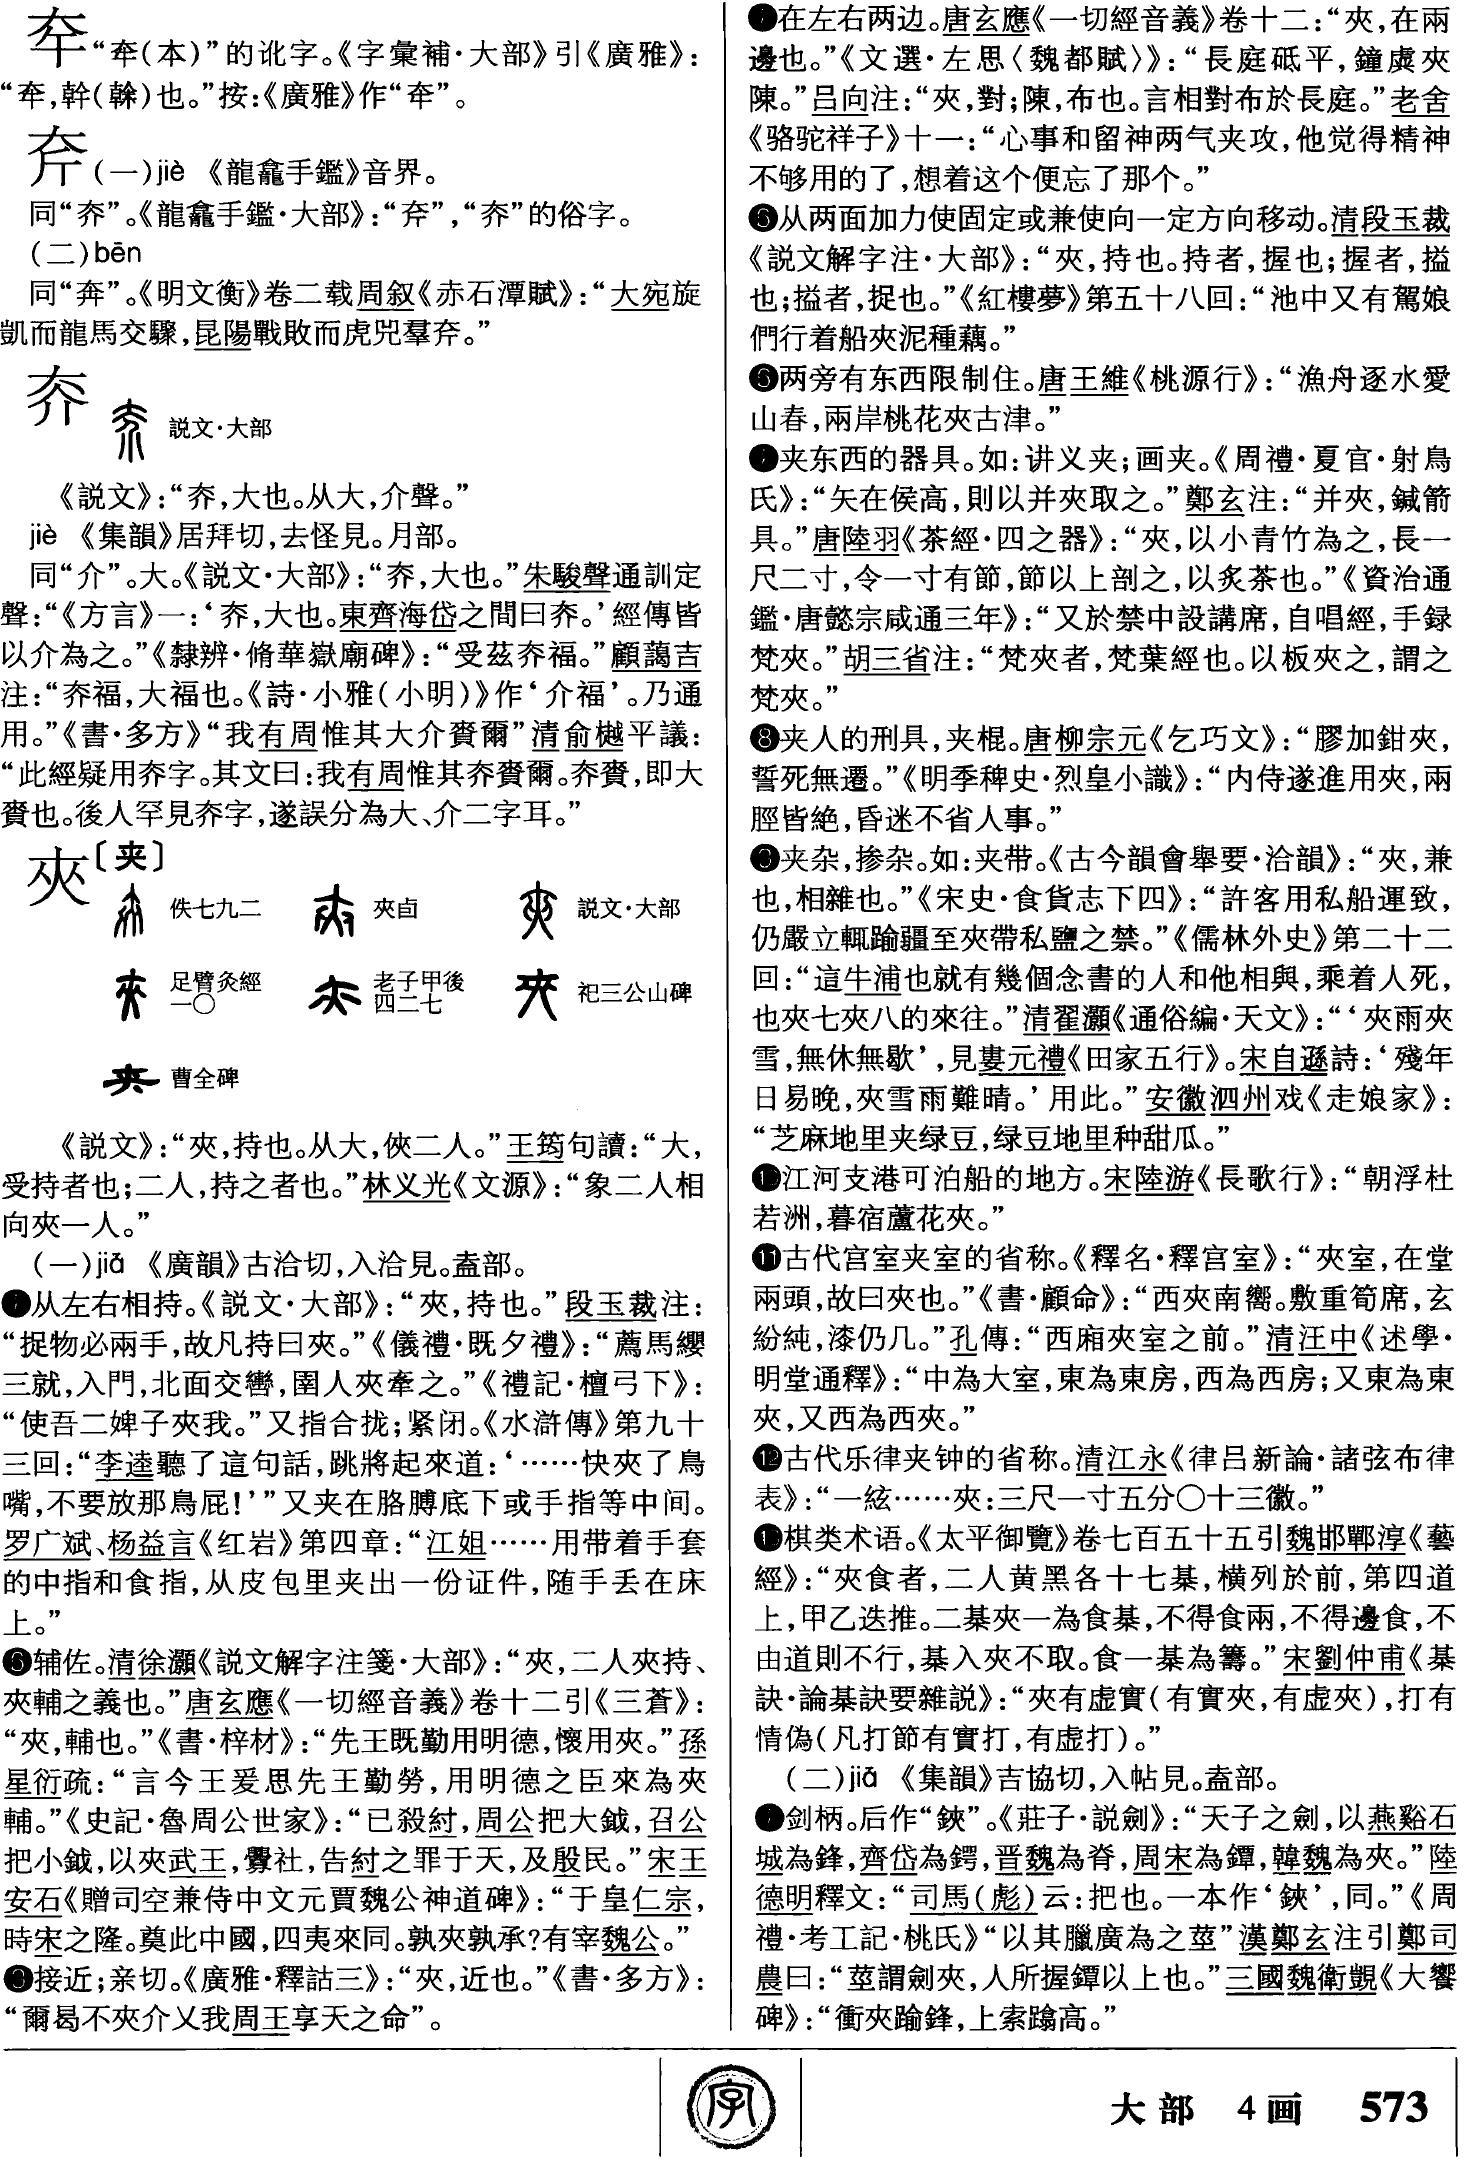 𡘙“㚏(本)”的讹字。《字彙補·大部》引《廣雅》：
“㚏,幹(榦)也。”按:《廣雅》作“㚏”。
㚐(一)jiè 《龍龕手鑑》音界。
同“夰”。《龍龕手鑑·大部》：“㚐”,“夰”的俗字。
(二)bēn
同“奔”。《明文衡》卷二载周叙《赤石潭賦》：“大宛旋
凱而龍馬交驟,昆陽戰敗而虎兕羣㚐。”
㚏 説文·大部
《説文》：“夰,大也。从大,介聲。”
jiè 《集韻》居拜切,去怪見。月部。
同“介”。大。《説文·大部》：“夰,大也。”朱駿聲通訓定
聲：“《方言》一：‘夰,大也。東齊海岱之間曰夰。’經傳皆
以介為之。”《隸辨·脩華嶽廟碑》：“受茲夰福。”顧藹吉
注：“夰福,大福也。《詩·小雅(小明)》作‘介福’。乃通
用。”《書·多方》“我有周惟其大介賚爾”清俞樾平議：
“此經疑用夰字。其文曰:我有周惟其夰賚爾。夰賚,即大
賚也。後人罕見夰字,遂誤分為大、介二字耳。”
夾〔夹〕
佚七九二 夾卣 説文·大部
足臂灸經一〇 老子甲後四二七 祀三公山碑
曹全碑
《説文》：“夾,持也。从大,俠二人。”王筠句讀：“大,
受持者也;二人,持之者也。”林义光《文源》：“象二人相
向夾一人。”
(一)jiā 《廣韻》古洽切,入洽見。盍部。
❶从左右相持。《説文·大部》：“夾,持也。”段玉裁注：
“捉物必兩手,故凡持曰夾。”《儀禮·既夕禮》：“薦馬纓
三就,入門,北面交轡,圉人夾牽之。”《禮記·檀弓下》：
“使吾二婢子夾我。”又指合拢;紧闭。《水滸傳》第九十
三回：“李逵聽了這句話,跳將起來道：‘……快夾了鳥
嘴,不要放那鳥屁!’”又夹在胳膊底下或手指等中间。
罗广斌、杨益言《红岩》第四章：“江姐……用带着手套
的中指和食指,从皮包里夹出一份证件,随手丢在床
上。”
❷辅佐。清徐灝《説文解字注箋·大部》：“夾,二人夾持、
夾輔之義也。”唐玄應《一切經音義》卷十二引《三蒼》：
“夾,輔也。”《書·梓材》：“先王既勤用明德,懷用夾。”孫
星衍疏：“言今王爰思先王勤勞,用明德之臣來為夾
輔。”《史記·魯周公世家》：“已殺紂,周公把大鉞,召公
把小鉞,以夾武王,釁社,告紂之罪于天,及殷民。”宋王
安石《贈司空兼侍中文元賈魏公神道碑》：“于皇仁宗,
時宋之隆。奠此中國,四夷來同。孰夾孰承?有宰魏公。”
❸接近;亲切。《廣雅·釋詁三》：“夾,近也。”《書·多方》：
“爾曷不夾介乂我周王享天之命”。
❹在左右两边。唐玄應《一切經音義》卷十二：“夾,在兩
邊也。”《文選·左思〈魏都賦〉》：“長庭砥平,鐘虡夾
陳。”吕向注：“夾,對;陳,布也。言相對布於長庭。”老舍
《骆驼祥子》十一：“心事和留神两气夹攻,他觉得精神
不够用的了,想着这个便忘了那个。”
❺从两面加力使固定或兼使向一定方向移动。清段玉裁
《説文解字注·大部》：“夾,持也。持者,握也;握者,搤
也;搤者,捉也。”《紅樓夢》第五十八回：“池中又有駕娘
們行着船夾泥種藕。”
❻两旁有东西限制住。唐王維《桃源行》：“漁舟逐水愛
山春,兩岸桃花夾古津。”
❼夹东西的器具。如:讲义夹;画夹。《周禮·夏官·射鳥
氏》：“矢在侯高,則以并夾取之。”鄭玄注：“并夾,鍼箭
具。”唐陸羽《茶經·四之器》：“夾,以小青竹為之,長一
尺二寸,令一寸有節,節以上剖之,以炙茶也。”《資治通
鑑·唐懿宗咸通三年》：“又於禁中設講席,自唱經,手録
梵夾。”胡三省注：“梵夾者,梵葉經也。以板夾之,謂之
梵夾。”
❽夹人的刑具,夹棍。唐柳宗元《乞巧文》：“膠加鉗夾,
誓死無遷。”《明季稗史·烈皇小識》：“内侍遂進用夾,兩
脛皆絶,昏迷不省人事。”
❾夹杂,掺杂。如:夹带。《古今韻會舉要·洽韻》：“夾,兼
也,相雜也。”《宋史·食貨志下四》：“許客用私船運致,
仍嚴立輒踰疆至夾帶私鹽之禁。”《儒林外史》第二十二
回：“這牛浦也就有幾個念書的人和他相與,乘着人死,
也夾七夾八的來往。”清翟灝《通俗編·天文》：“‘夾雨夾
雪,無休無歇’,見婁元禮《田家五行》。宋自遜詩：‘殘年
日易晚,夾雪雨難晴。’用此。”安徽泗州戏《走娘家》：
“芝麻地里夹绿豆,绿豆地里种甜瓜。”
❿江河支港可泊船的地方。宋陸游《長歌行》：“朝浮杜
若洲,暮宿蘆花夾。”
⓫古代宫室夹室的省称。《釋名·釋宫室》：“夾室,在堂
兩頭,故曰夾也。”《書·顧命》：“西夾南嚮。敷重筍席,玄
紛純,漆仍几。”孔傳：“西廂夾室之前。”清汪中《述學·
明堂通釋》：“中為大室,東為東房,西為西房;又東為東
夾,又西為西夾。”
⓬古代乐律夹钟的省称。清江永《律吕新論·諸弦布律
表》：“一絃……夾:三尺一寸五分〇十三徽。”
⓭棋类术语。《太平御覽》卷七百五十五引魏邯鄲淳《藝
經》：“夾食者,二人黄黑各十七棊,横列於前,第四道
上,甲乙迭推。二棊夾一為食棊,不得食兩,不得邊食,不
由道則不行,棊入夾不取。食一棊為籌。”宋劉仲甫《棊
訣·論棊訣要雜説》：“夾有虚實(有實夾,有虚夾),打有
情偽(凡打節有實打,有虚打)。”
(二)jiā 《集韻》吉協切,入帖見。盍部。
❶剑柄。后作“鋏”。《莊子·説劍》：“天子之劍,以燕谿石
城為鋒,齊岱為鍔,晋魏為脊,周宋為鐔,韓魏為夾。”陸
德明釋文：“司馬(彪)云:把也。一本作‘鋏’,同。”《周
禮·考工記·桃氏》“以其臘廣為之莖”漢鄭玄注引鄭司
農曰：“莖謂劍夾,人所握鐔以上也。”三國魏衛覬《大饗
碑》：“衝夾踰鋒,上索蹹高。”
字
大部 4画 573